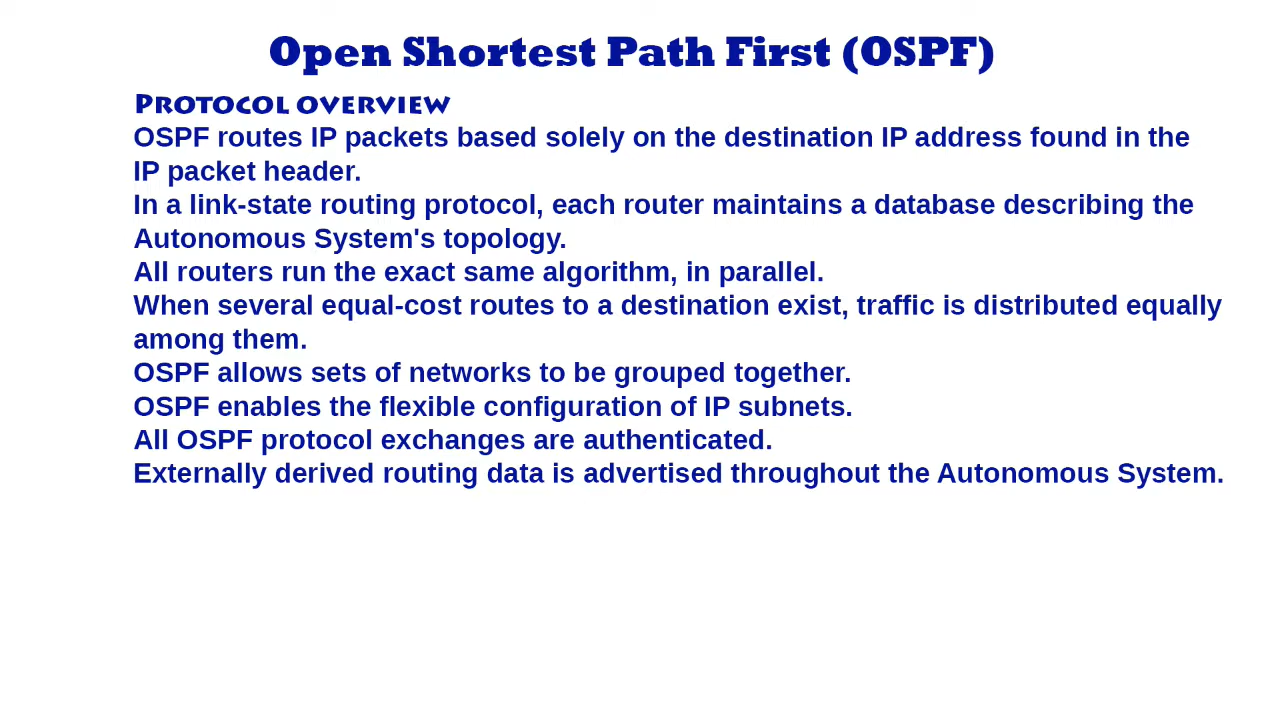 Open Shortest Path First (OSPF)
Protocol overview
OSPF routes IP packets based solely on the destination IP address found in the
IP packet header.
In a link-state routing protocol, each router maintains a database describing the
Autonomous System's topology.
All routers run the exact same algorithm, in parallel.
When several equal-cost routes to a destination exist, traffic is distributed equally
among them.
OSPF allows sets of networks to be grouped together.
OSPF enables the flexible configuration of IP subnets.
All OSPF protocol exchanges are authenticated.
Externally derived routing data is advertised throughout the Autonomous System.